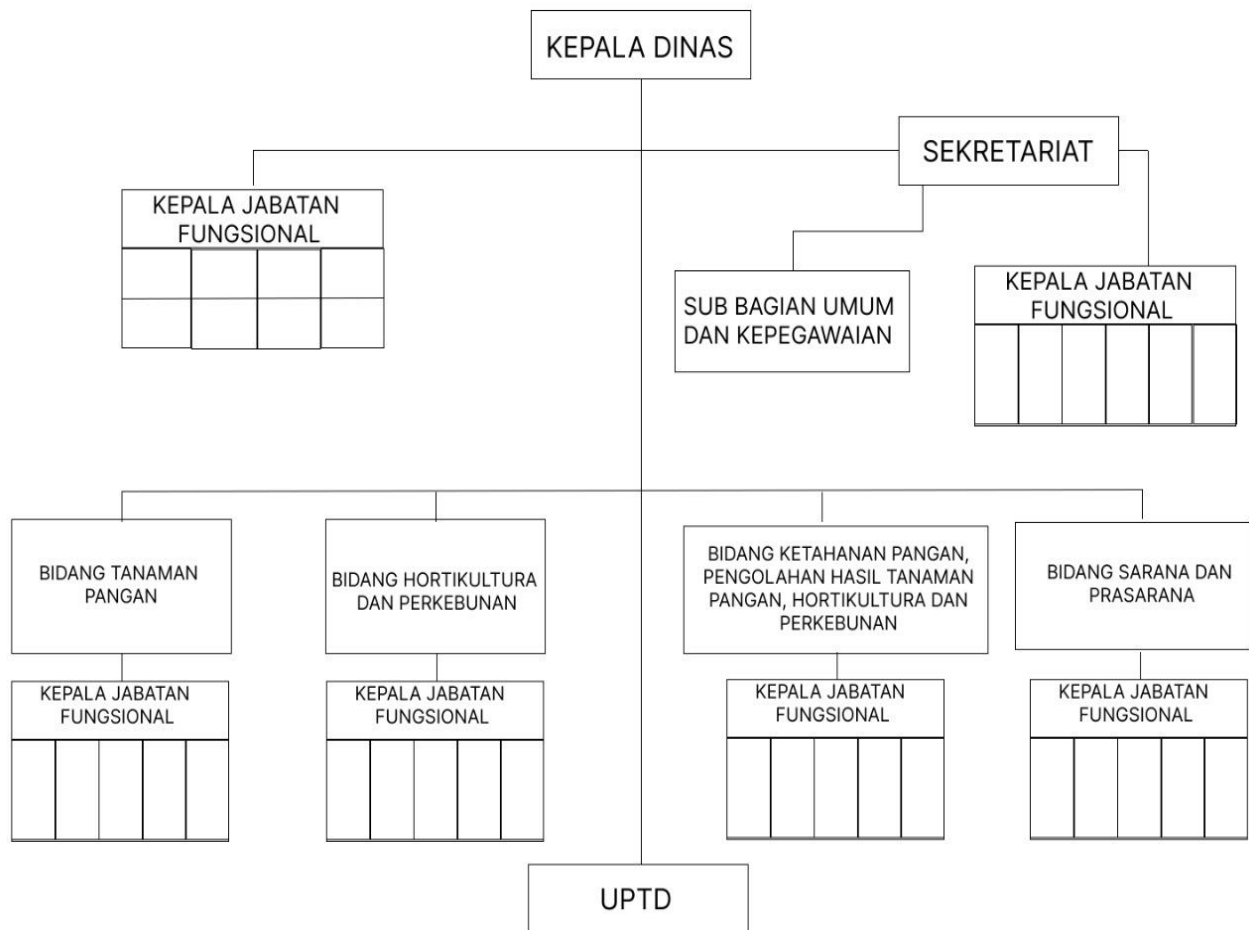 KEPALA DINAS
SEKRETARIAT
KEPALA JABATAN
FUNGSIONAL
SUB BAGIAN UMUM
DAN KEPEGAWAIAN
KEPALA JABATAN
FUNGSIONAL
BIDANG TANAMAN
PANGAN
BIDANG HORTIKULTURA
DAN PERKEBUNAN
BIDANG KETAHANAN PANGAN,
PENGOLAHAN HASIL TANAMAN
PANGAN, HORTIKULTURA DAN
PERKEBUNAN
BIDANG SARANA DAN
PRASARANA
KEPALA JABATAN
FUNGSIONAL
KEPALA JABATAN
FUNGSIONAL
KEPALA JABATAN
FUNGSIONAL
KEPALA JABATAN
FUNGSIONAL
UPTD